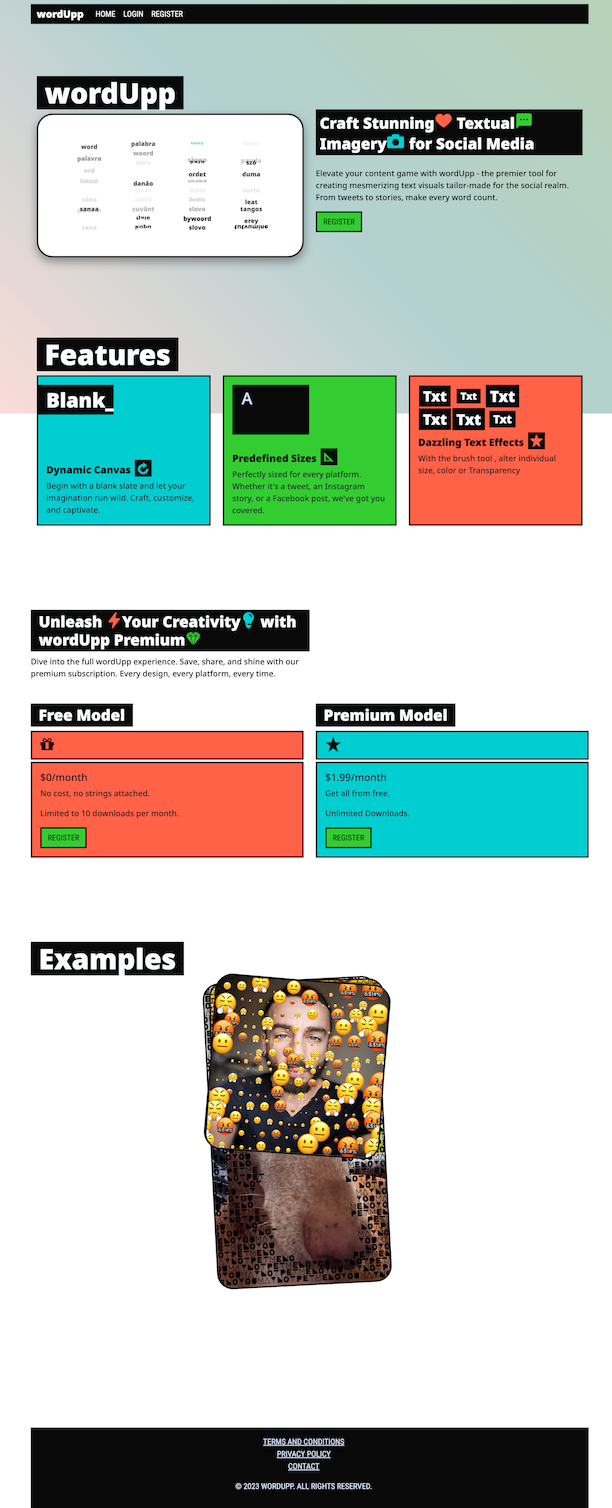 wordUpp HOME LOGIN REGISTER
wordUpp
word palabra
palavra woord
ordet duma
danão
leat
sanaa cuvânt slovo tangos
bywoord erey
slovo
Craft Stunning Textual
Imagery for Social Media
Elevate your content game with wordUpp - the premier tool for
creating mesmerizing text visuals tailor-made for the social realm.
From tweets to stories, make every word count.
REGISTER
Features
Blank_
Dynamic Canvas
Begin with a blank slate and let your
imagination run wild. Craft, customize,
and captivate.
A
Predefined Sizes
Perfectly sized for every platform.
Whether it's a tweet, an Instagram
story, or a Facebook post, we've got you
covered.
Txt Txt Txt
Txt Txt Txt
Dazzling Text Effects
With the brush tool , alter individual
size, color or Transparency
Unleash Your Creativity with
wordUpp Premium
Dive into the full wordUpp experience. Save, share, and shine with our
premium subscription. Every design, every platform, every time.
Free Model
$0/month
No cost, no strings attached.
Limited to 10 downloads per month.
REGISTER
Premium Model
$1.99/month
Get all from free.
Unlimited Downloads.
REGISTER
Examples
TERMS AND CONDITIONS
PRIVACY POLICY
CONTACT
© 2023 WORDUPP. ALL RIGHTS RESERVED.